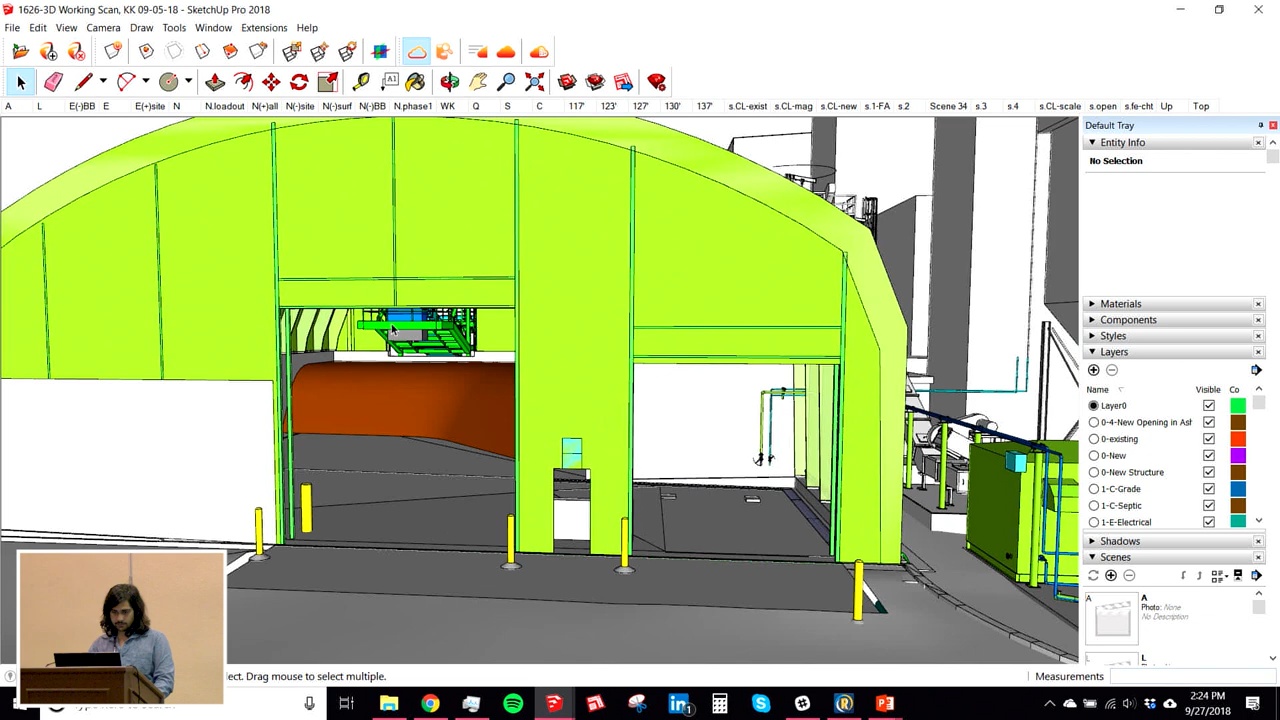 1626-3D Working Scan, KK 09-05-18 - SketchUp Pro 2018
File Edit View Camera Draw Tools Window Extensions Help
A L E(-)BB E E(+)site N N.loadout N(+)all N(-)site N(-)surf N(-)BB N.phase1 WK Q S C 117' 123' 127' 130' 137' s.CL-exist s.CL-mag s.CL-new s.1-FA s.2 Scene 34 s.3 s.4 s.CL-scale s.open s.fe-cht Up Top
Default Tray
Entity Info
No Selection
Materials
Components
Styles
Layers
Name Visible Co
Layer0
0-4-New Opening in Ash
0-existing
0-New
0-New Structure
1-C-Grade
1-C-Septic
1-E-Electrical
Shadows
Scenes
A
A
Photo: None
No Description
L
lect. Drag mouse to select multiple.
Measurements
2:24 PM
9/27/2018